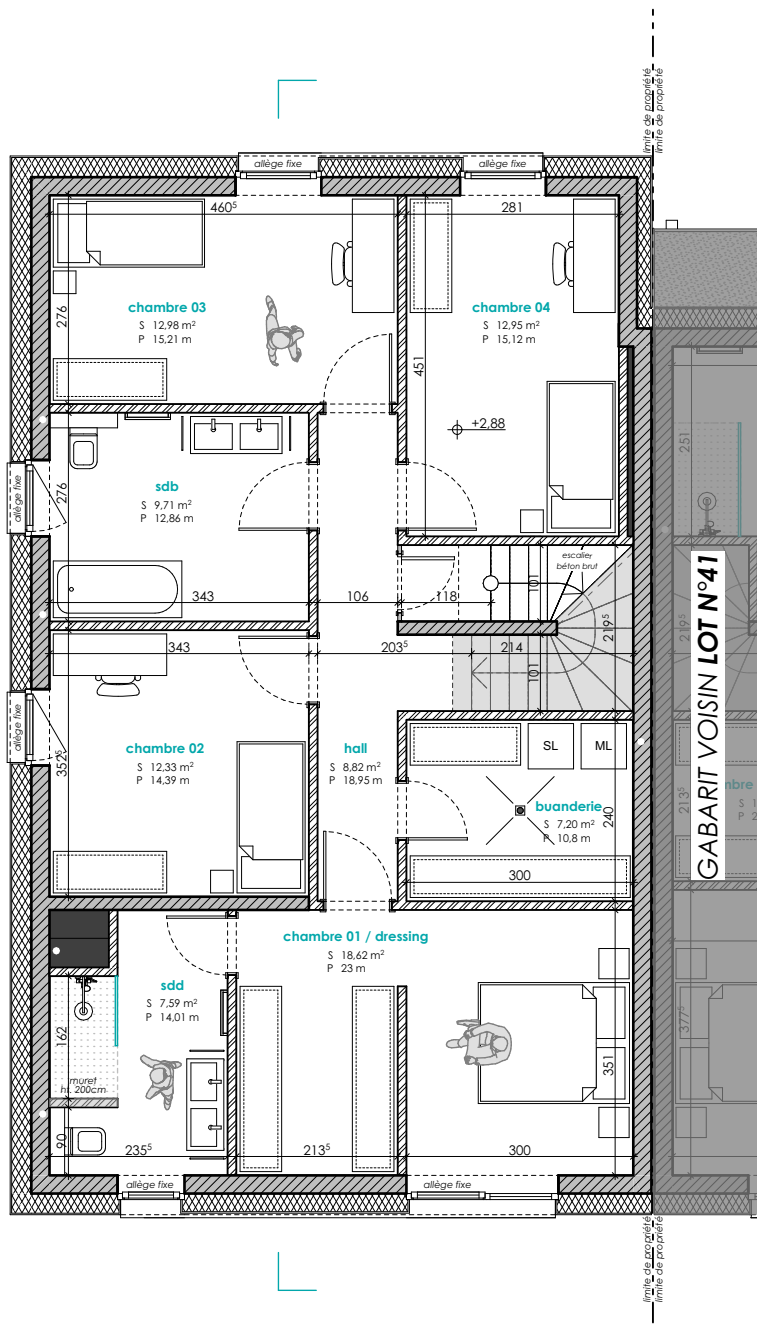 limite de propriété
limite de propriété
allège fixe
allège fixe
460⁵
281
chambre 03
S 12,98 m²
P 15,21 m
276
chambre 04
S 12,95 m²
P 15,12 m
451
+2,88
allège fixe
276
sdb
S 9,71 m²
P 12,86 m
251
escalier
béton brut
101
343
106
118
219⁵
219⁵
343
203⁵
214
101
GABARIT VOISIN LOT N°41
allège fixe
352⁵
chambre 02
S 12,33 m²
P 14,39 m
hall
S 8,82 m²
P 18,95 m
SL
ML
buanderie
S 7,20 m²
P 10,8 m
240
300
213⁵
chambre 01 / dressing
S 18,62 m²
P 23 m
sdd
S 7,59 m²
P 14,01 m
162
muret
ht. 200cm
90
351
377⁵
235⁵
213⁵
300
allège fixe
allège fixe
limite de propriété
limite de propriété